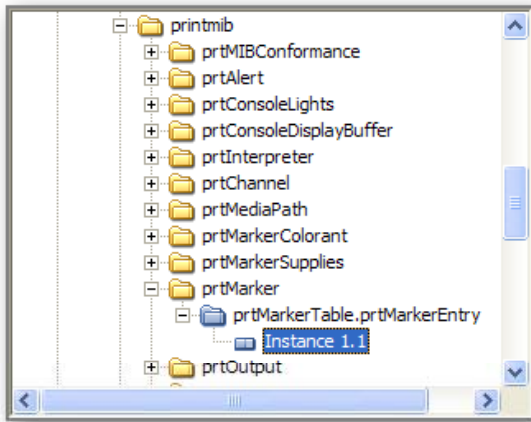 printmib
prtMIBConformance
prtAlert
prtConsoleLights
prtConsoleDisplayBuffer
prtInterpreter
prtChannel
prtMediaPath
prtMarkerColorant
prtMarkerSupplies
prtMarker
prtMarkerTable.prtMarkerEntry
Instance 1.1
prtOutput